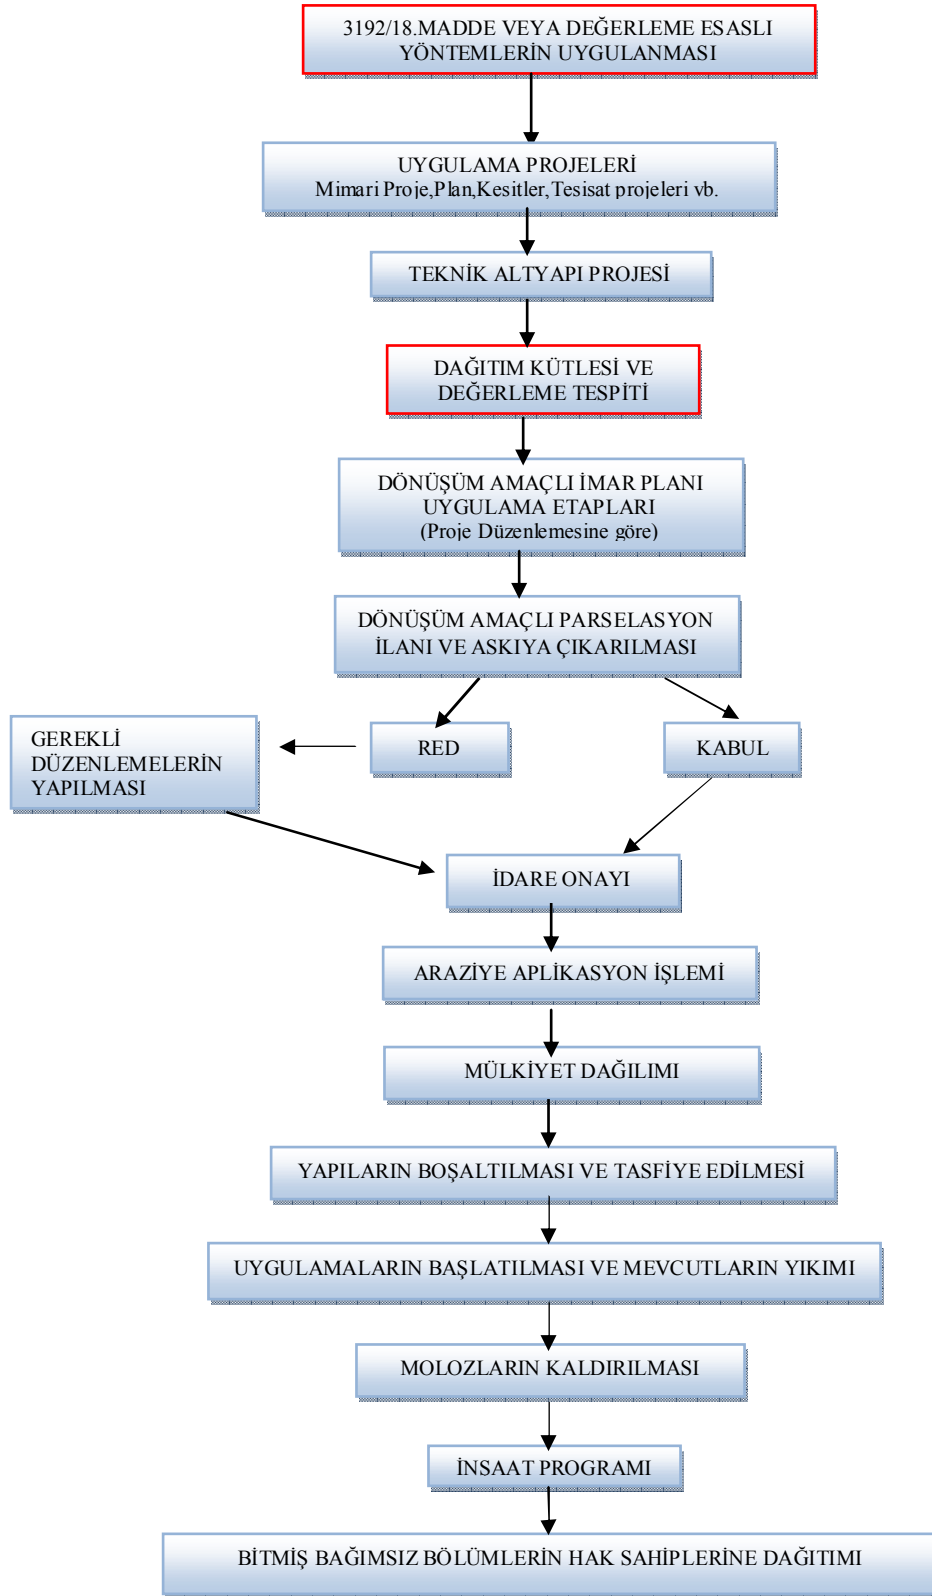 3192/18.MADDE VEYA DEĞERLEME ESASLI
YÖNTEMLERİN UYGULANMASI
UYGULAMA PROJELERİ
Mimari Proje,Plan,Kesitler,Tesisat projeleri vb.
TEKNİK ALTYAPI PROJESİ
DAĞITIM KÜTLESİ VE
DEĞERLEME TESPİTİ
DÖNÜŞÜM AMAÇLI İMAR PLANI
UYGULAMA ETAPLARI
(Proje Düzenlemesine göre)
DÖNÜŞÜM AMAÇLI PARSELASYON
İLANI VE ASKIYA ÇIKARILMASI
GEREKLİ
DÜZENLEMELERİN
YAPILMASI
RED
KABUL
İDARE ONAYI
ARAZİYE APLİKASYON İŞLEMİ
MÜLKİYET DAĞILIMI
YAPILARIN BOŞALTILMASI VE TASFİYE EDİLMESİ
UYGULAMALARIN BAŞLATILMASI VE MEVCUTLARIN YIKIMI
MOLOZLARIN KALDIRILMASI
İNSAAT PROGRAMI
BİTMİŞ BAĞIMSIZ BÖLÜMLERİN HAK SAHİPLERİNE DAĞITIMI